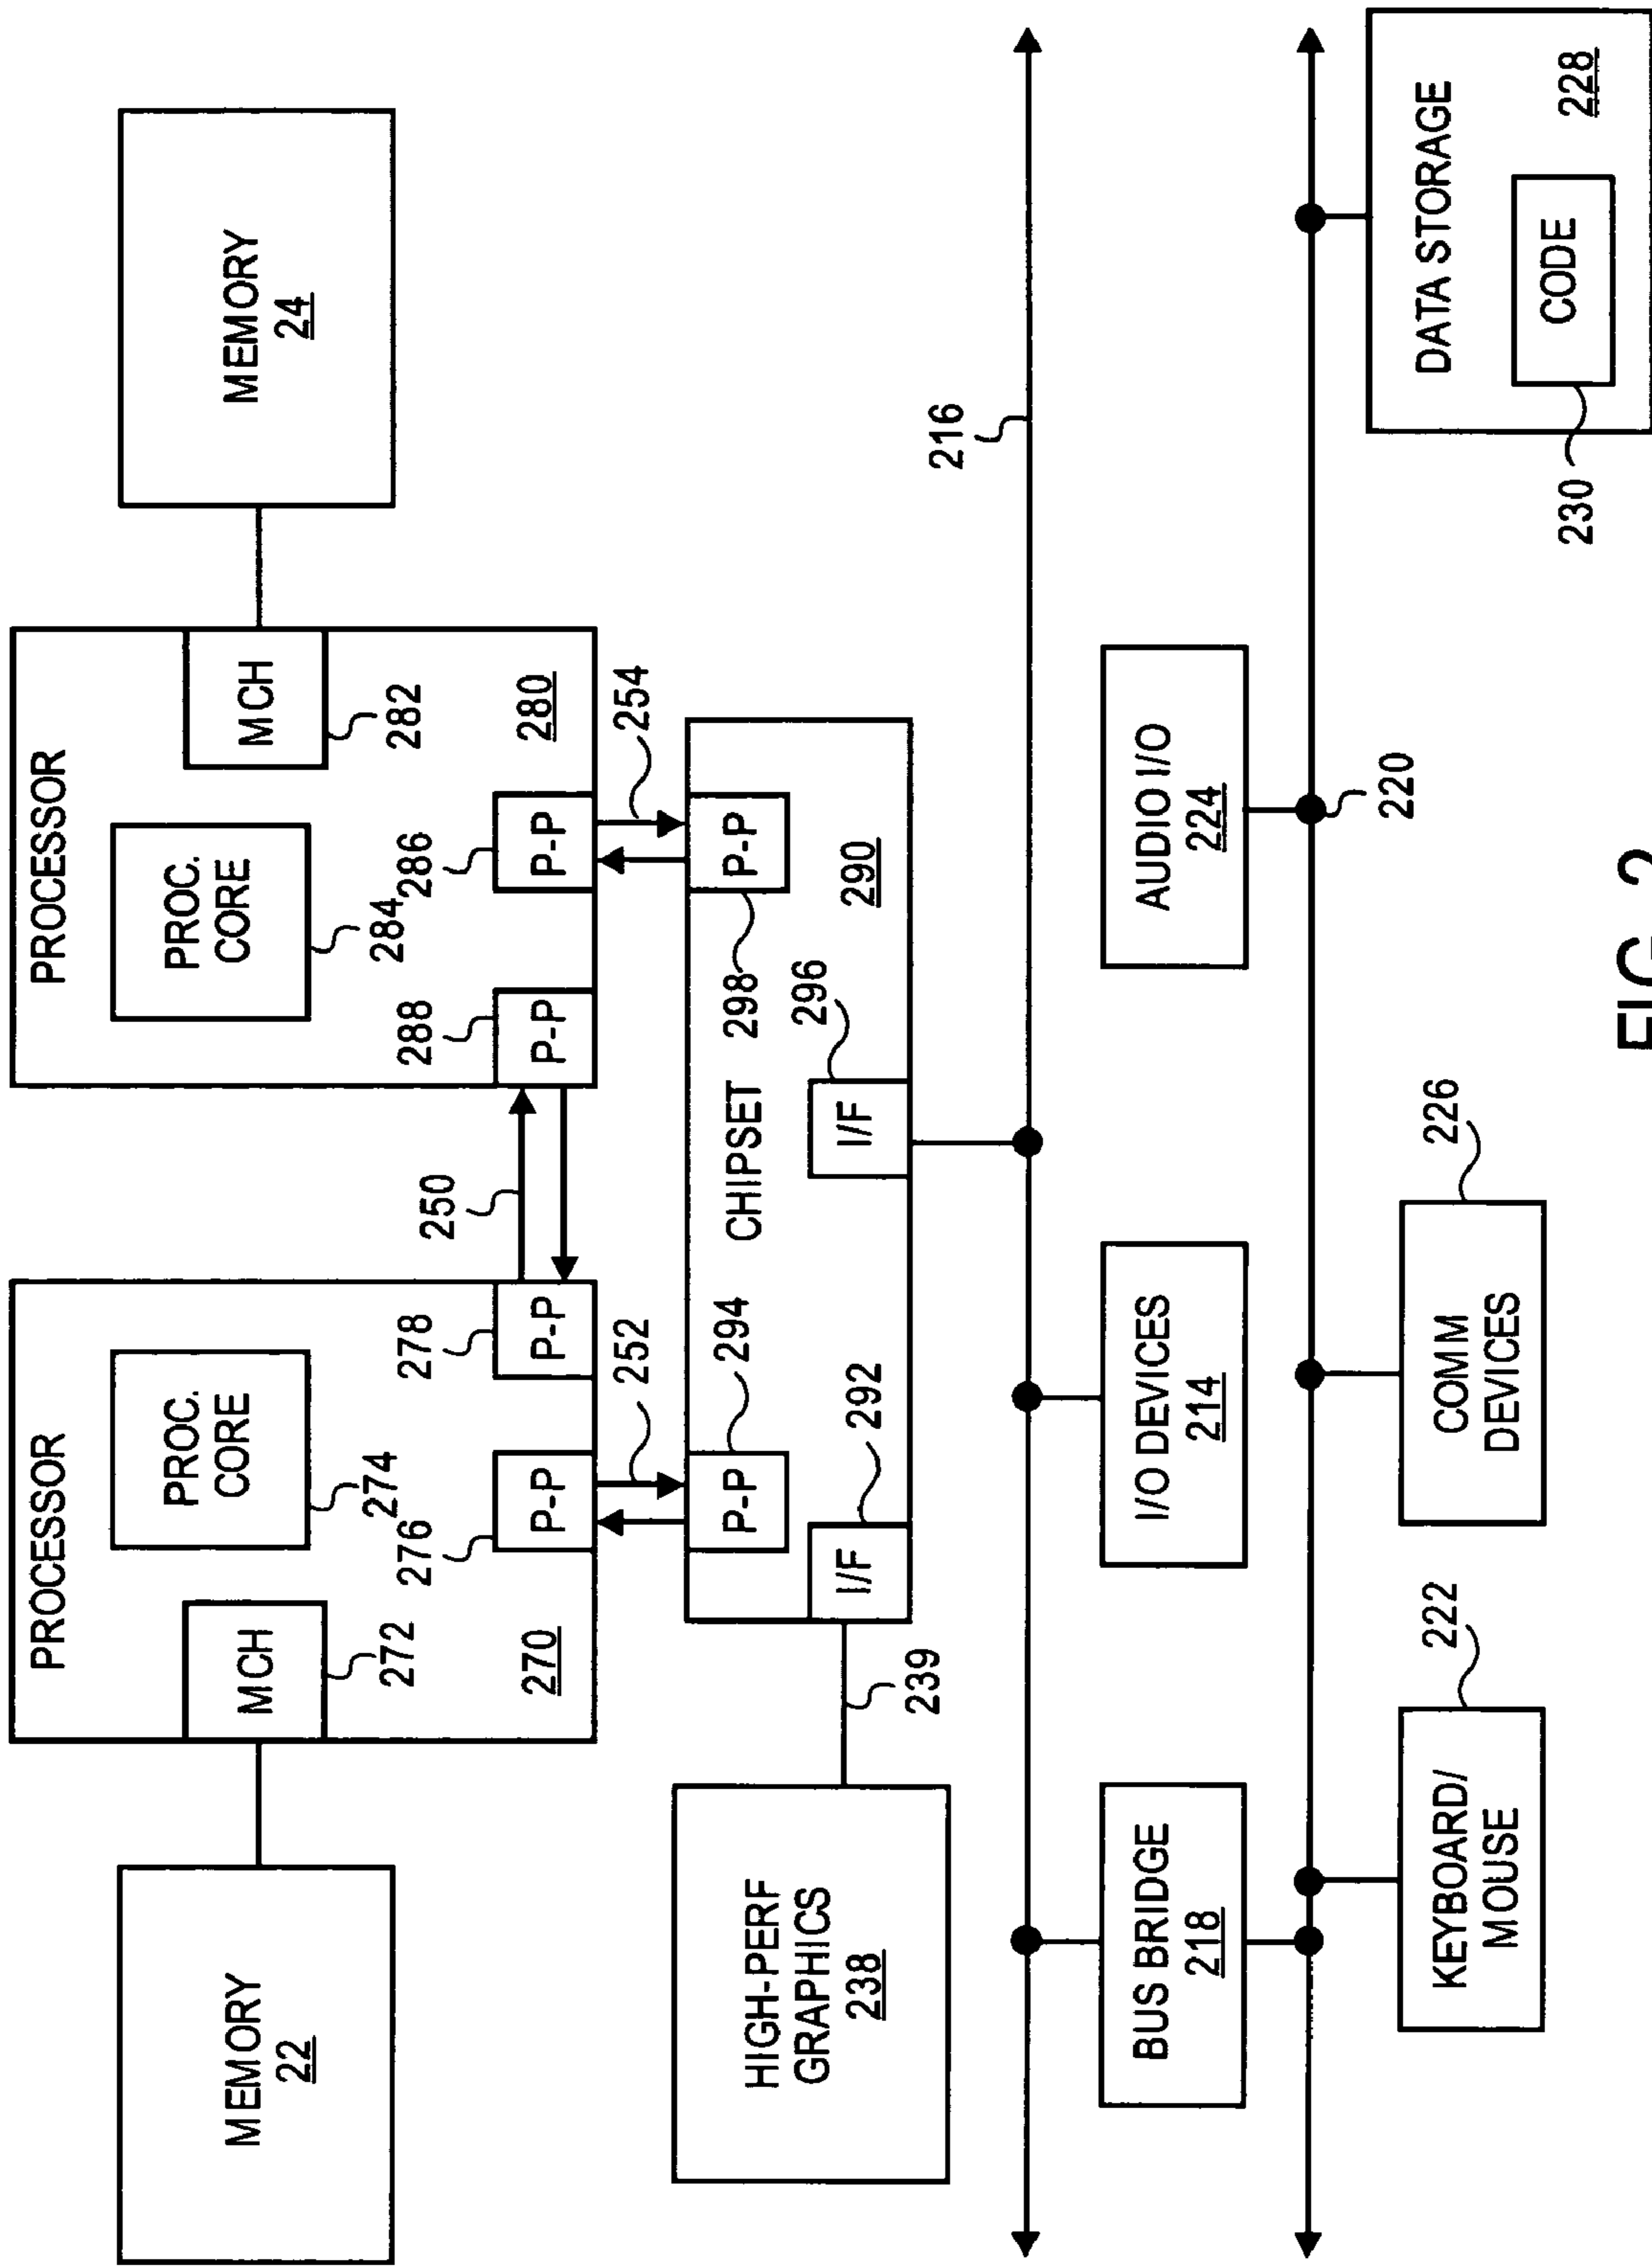 PROCESSOR
PROCESSOR
MEMORY
22
MCH
272
PROC.
CORE
274
270
276
P-P
278
P-P
250
288
P-P
PROC.
CORE
284
286
P-P
MCH
282
280
MEMORY
24
252
254
HIGH-PERF
GRAPHICS
238
239
P-P
294
I/F
292
CHIPSET
298
P-P
I/F
296
290
216
BUS BRIDGE
218
I/O DEVICES
214
AUDIO I/O
224
220
222
KEYBOARD/
MOUSE
226
COMM
DEVICES
DATA STORAGE
228
CODE
230
FIG. 2